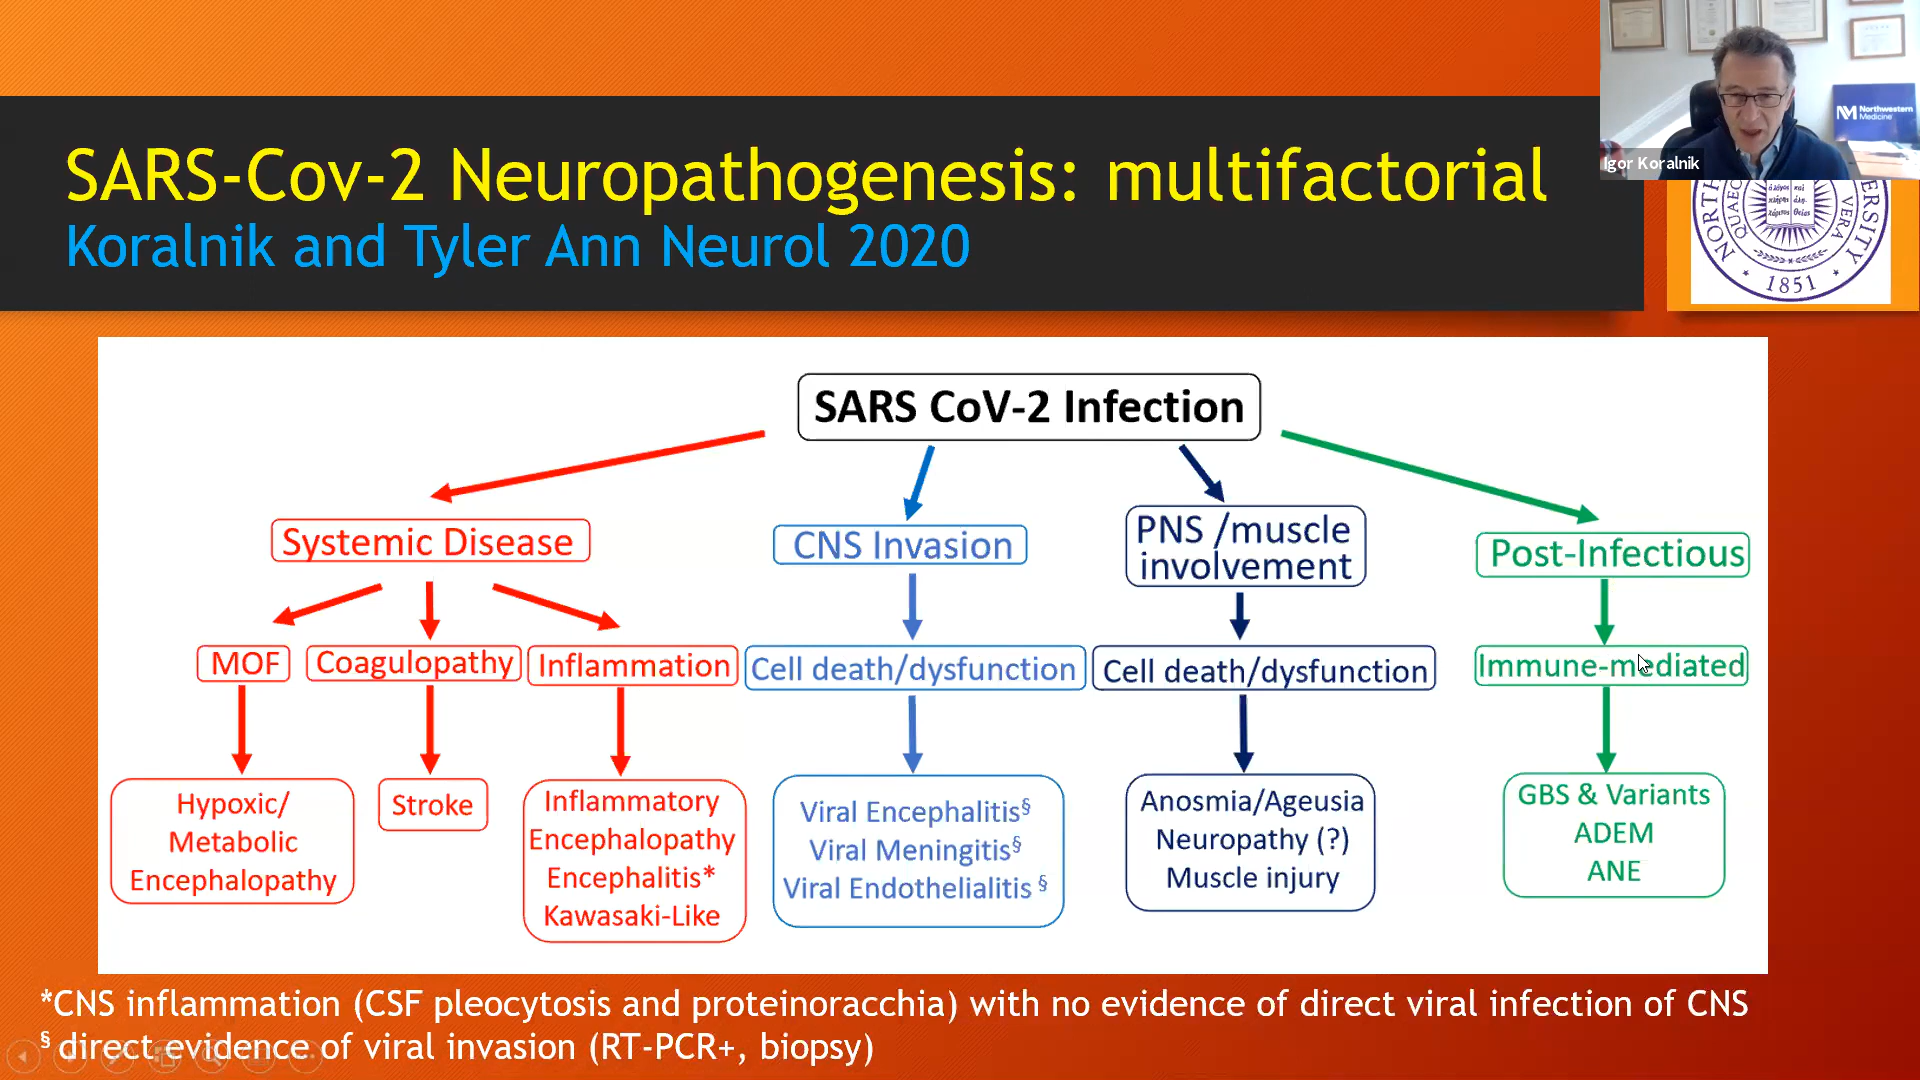 SARS-Cov-2 Neuropathogenesis: multifactorial
Koralnik and Tyler Ann Neurol 2020
Igor Koralnik
Northwestern
Medicine
1851
SARS CoV-2 Infection
Systemic Disease
CNS Invasion
PNS /muscle
involvement
Post-Infectious
MOF
Coagulopathy
Inflammation
Cell death/dysfunction
Cell death/dysfunction
Immune-mediated
Hypoxic/
Metabolic
Encephalopathy
Stroke
Inflammatory
Encephalopathy
Encephalitis*
Kawasaki-Like
Viral Encephalitis§
Viral Meningitis§
Viral Endothelialitis §
Anosmia/Ageusia
Neuropathy (?)
Muscle injury
GBS & Variants
ADEM
ANE
*CNS inflammation (CSF pleocytosis and proteinoracchia) with no evidence of direct viral infection of CNS
§ direct evidence of viral invasion (RT-PCR+, biopsy)